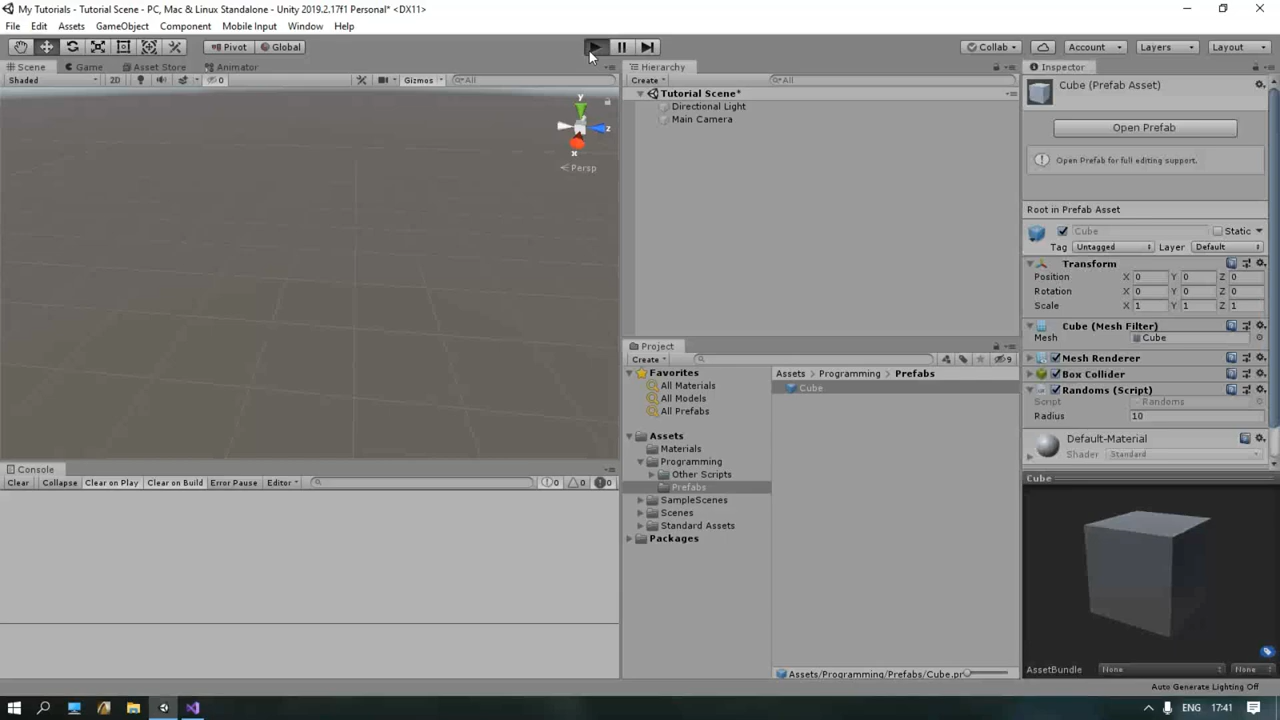 My Tutorials - Tutorial Scene - PC, Mac & Linux Standalone - Unity 2019.2.17f1 Personal* <DX11>
File Edit Assets GameObject Component Mobile Input Window Help
Pivot Global Collab Account Layers Layout
Scene Game Asset Store Animator
Shaded 2D 0 Gizmos All
y
z
x
Persp
Hierarchy
Create All
Tutorial Scene*
Directional Light
Main Camera
Inspector
Cube (Prefab Asset)
Open Prefab
Open Prefab for full editing support.
Root in Prefab Asset
Cube Static
Tag Untagged Layer Default
Transform
Position X 0 Y 0 Z 0
Rotation X 0 Y 0 Z 0
Scale X 1 Y 1 Z 1
Cube (Mesh Filter)
Mesh Cube
Mesh Renderer
Box Collider
Randoms (Script)
Script Randoms
Radius 10
Default-Material
Shader Standard
Cube
AssetBundle None None
Project
Create 9
Favorites
All Materials
All Models
All Prefabs
Assets
Materials
Programming
Other Scripts
Prefabs
SampleScenes
Scenes
Standard Assets
Packages
Assets Programming Prefabs
Cube
Assets/Programming/Prefabs/Cube.pr
Console
Clear Collapse Clear on Play Clear on Build Error Pause Editor 0 0 0
Auto Generate Lighting Off
ENG 17:41